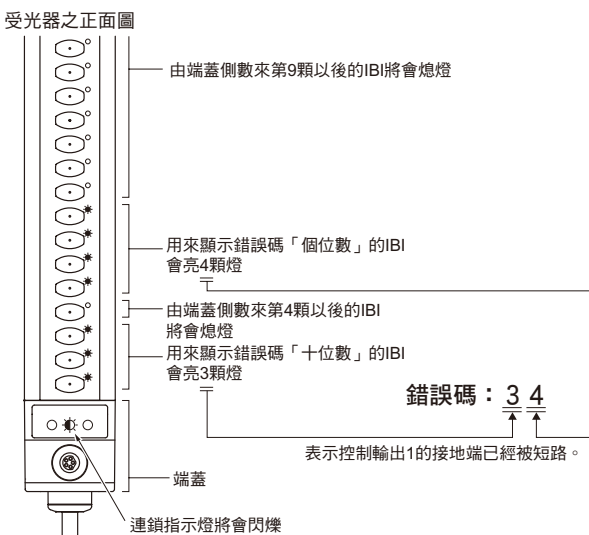 受光器之正面圖
由端蓋側數來第9顆以後的IBI將會熄燈
用來顯示錯誤碼「個位數」的IBI
會亮4顆燈
由端蓋側數來第4顆以後的IBI
將會熄燈
用來顯示錯誤碼「十位數」的IBI
會亮3顆燈
錯誤碼：3 4
表示控制輸出1的接地端已經被短路。
端蓋
連鎖指示燈將會閃爍